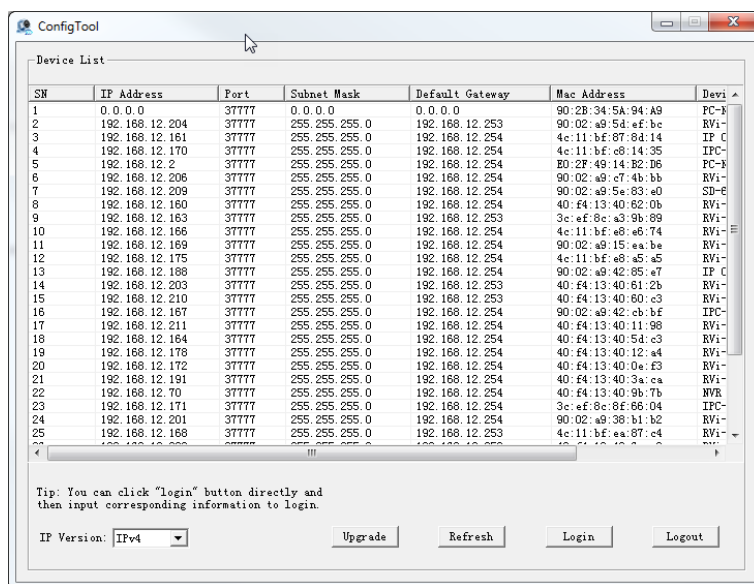 ConfigTool
Device List
SN IP Address Port Subnet Mask Default Gateway Mac Address Devi
1 0.0.0.0 37777 0.0.0.0 0.0.0.0 90:2B:34:5A:94:A9 PC-N
2 192.168.12.204 37777 255.255.255.0 192.168.12.253 90:02:a9:5d:ef:bc RVi-
3 192.168.12.161 37777 255.255.255.0 192.168.12.254 4c:11:bf:87:8d:14 IP C
4 192.168.12.170 37777 255.255.255.0 192.168.12.254 4c:11:bf:c8:14:35 IPC-
5 192.168.12.2 37777 255.255.255.0 192.168.12.254 E0:2F:49:14:B2:D6 PC-N
6 192.168.12.206 37777 255.255.255.0 192.168.12.254 90:02:a9:c7:4b:bb RVi-
7 192.168.12.209 37777 255.255.255.0 192.168.12.254 90:02:a9:5e:83:e0 SD-6
8 192.168.12.160 37777 255.255.255.0 192.168.12.254 40:f4:13:40:62:0b RVi-
9 192.168.12.163 37777 255.255.255.0 192.168.12.253 3c:ef:8c:a3:9b:89 RVi-
10 192.168.12.166 37777 255.255.255.0 192.168.12.254 4c:11:bf:e8:e6:74 RVi-
11 192.168.12.169 37777 255.255.255.0 192.168.12.254 90:02:a9:15:ea:be RVi-
12 192.168.12.175 37777 255.255.255.0 192.168.12.254 4c:11:bf:e8:a5:a5 RVi-
13 192.168.12.188 37777 255.255.255.0 192.168.12.254 90:02:a9:42:85:e7 IP C
14 192.168.12.203 37777 255.255.255.0 192.168.12.253 40:f4:13:40:61:2b RVi-
15 192.168.12.210 37777 255.255.255.0 192.168.12.253 40:f4:13:40:60:c3 RVi-
16 192.168.12.167 37777 255.255.255.0 192.168.12.254 90:02:a9:42:cb:bf IPC-
17 192.168.12.211 37777 255.255.255.0 192.168.12.254 40:f4:13:40:11:98 RVi-
18 192.168.12.164 37777 255.255.255.0 192.168.12.254 40:f4:13:40:5d:c3 RVi-
19 192.168.12.178 37777 255.255.255.0 192.168.12.254 40:f4:13:40:12:a4 RVi-
20 192.168.12.172 37777 255.255.255.0 192.168.12.254 40:f4:13:40:0e:f3 RVi-
21 192.168.12.191 37777 255.255.255.0 192.168.12.254 40:f4:13:40:3a:ca RVi-
22 192.168.12.70 37777 255.255.255.0 192.168.12.254 40:f4:13:40:9b:7b NVR
23 192.168.12.171 37777 255.255.255.0 192.168.12.254 3c:ef:8c:8f:66:04 IPC-
24 192.168.12.201 37777 255.255.255.0 192.168.12.254 90:02:a9:38:b1:b2 RVi-
25 192.168.12.168 37777 255.255.255.0 192.168.12.253 4c:11:bf:ea:87:c4 RVi-
Tip: You can click "login" button directly and
then input corresponding information to login.
IP Version: IPv4 Upgrade Refresh Login Logout